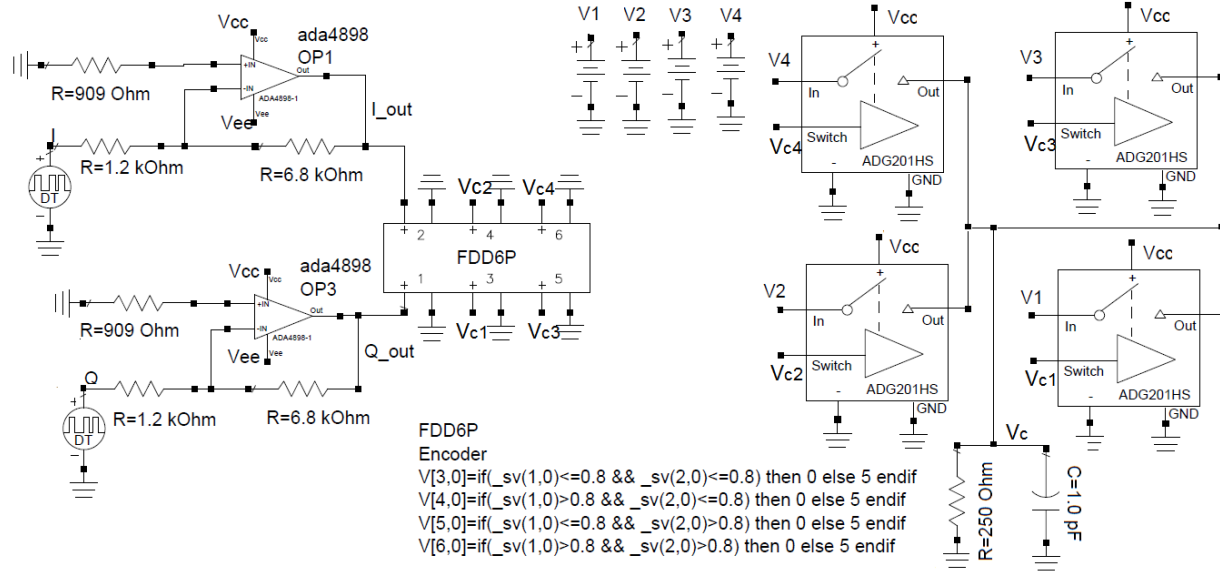 Vcc
Vcc
ada4898
OP1
+IN
Out
-IN
ADA4898-1
R=909 Ohm
Vee
Vee
I_out
I
+
R=1.2 kOhm
R=6.8 kOhm
DT
-
Vcc
Vcc
ada4898
OP3
+IN
Out
-IN
ADA4898-1
R=909 Ohm
Vee
Vee
Q_out
Q
+
R=1.2 kOhm
R=6.8 kOhm
DT
-
Vc2
Vc4
+ + +
2 4 6
FDD6P
1 3 5
+ + +
Vc1
Vc3
V1 V2 V3 V4
+ + + +
- - - -
Vcc
V4
+
In
Out
Vc4
Switch
-
ADG201HS
GND
Vcc
V3
+
In
Out
Vc3
Switch
-
ADG201HS
GND
Vcc
V2
+
In
Out
Vc2
Switch
-
ADG201HS
GND
Vcc
V1
+
In
Out
Vc1
Switch
-
ADG201HS
GND
Vc
R=250 Ohm
C=1.0 pF
FDD6P
Encoder
V[3,0]=if(_sv(1,0)<=0.8 && _sv(2,0)<=0.8) then 0 else 5 endif
V[4,0]=if(_sv(1,0)>0.8 && _sv(2,0)<=0.8) then 0 else 5 endif
V[5,0]=if(_sv(1,0)<=0.8 && _sv(2,0)>0.8) then 0 else 5 endif
V[6,0]=if(_sv(1,0)>0.8 && _sv(2,0)>0.8) then 0 else 5 endif